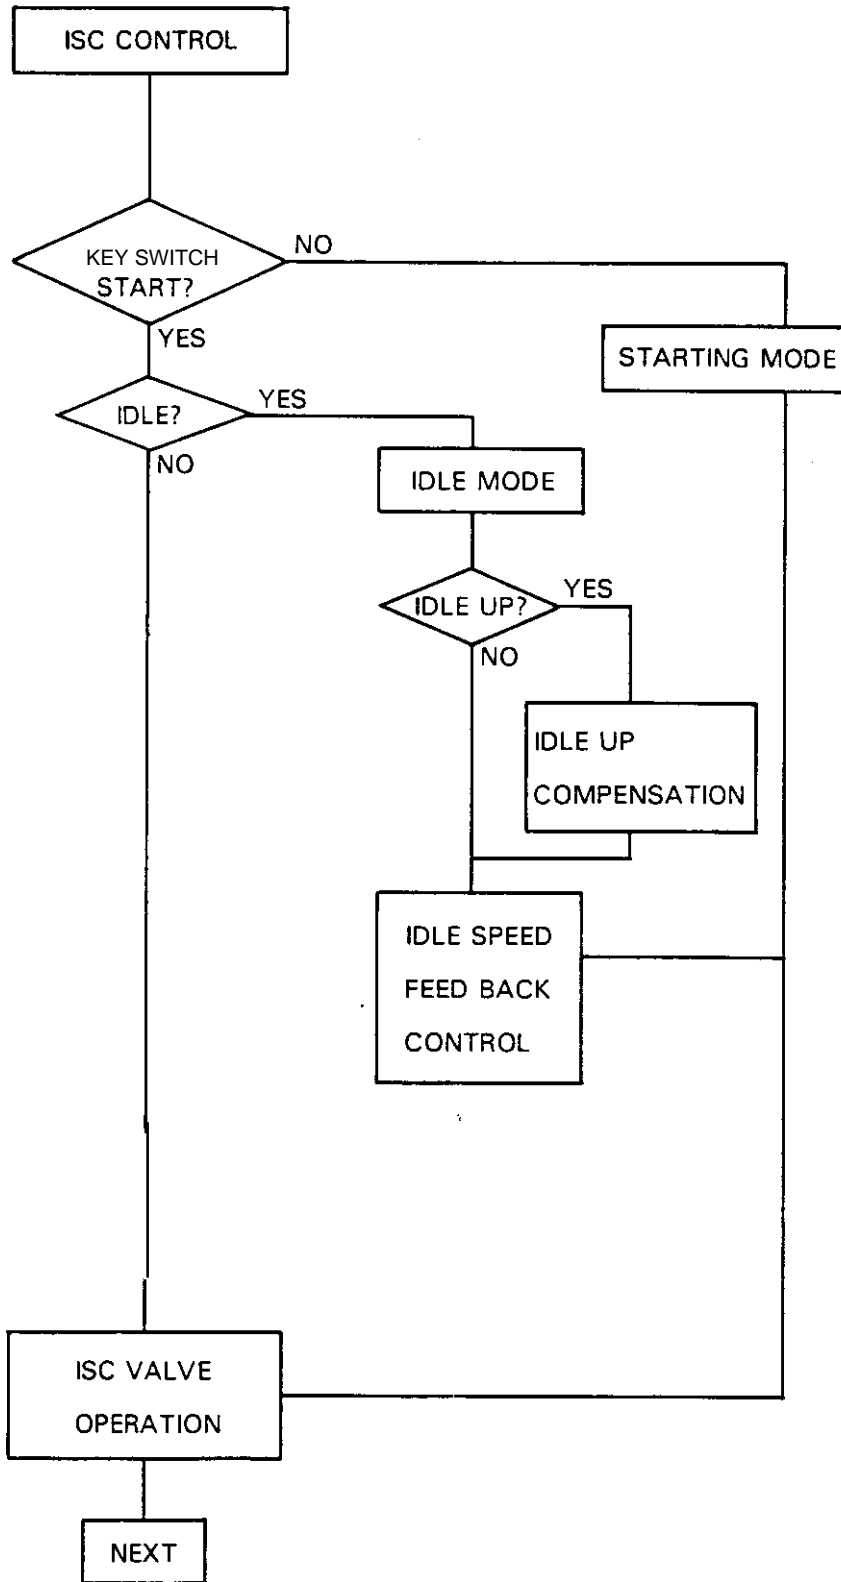 ISC CONTROL
KEY SWITCH
START?
NO
YES
STARTING MODE
IDLE?
YES
NO
IDLE MODE
IDLE UP?
YES
NO
IDLE UP
COMPENSATION
IDLE SPEED
FEED BACK
CONTROL
ISC VALVE
OPERATION
NEXT